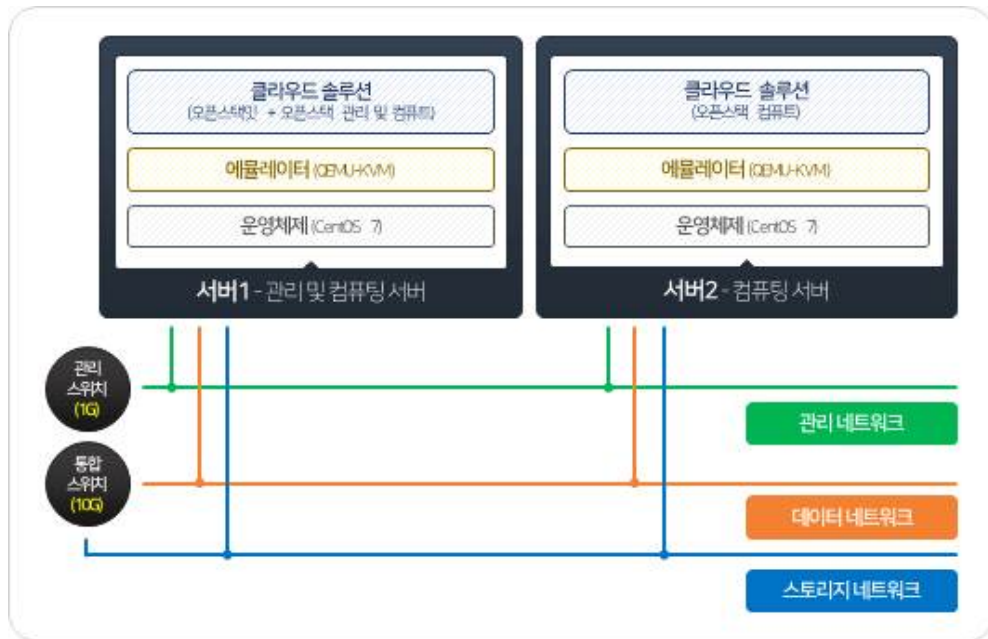 클라우드 솔루션
(오픈스택잇 + 오픈스택 관리 및 컴퓨트)
에뮬레이터 (QEMU-KVM)
운영체제 (CentOS 7)
서버1 - 관리 및 컴퓨팅 서버
클라우드 솔루션
(오픈스택 컴퓨트)
에뮬레이터 (QEMU-KVM)
운영체제 (CentOS 7)
서버2 - 컴퓨팅 서버
관리
스위치
(1G)
관리 네트워크
통합
스위치
(10G)
데이터 네트워크
스토리지 네트워크